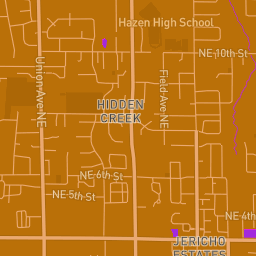 Hazen High School
NE 10th St
Union Ave NE
Field Ave NE
HIDDEN
CREEK
NE 6th St
NE 5th St
NE 4th
JERICHO
ESTATES